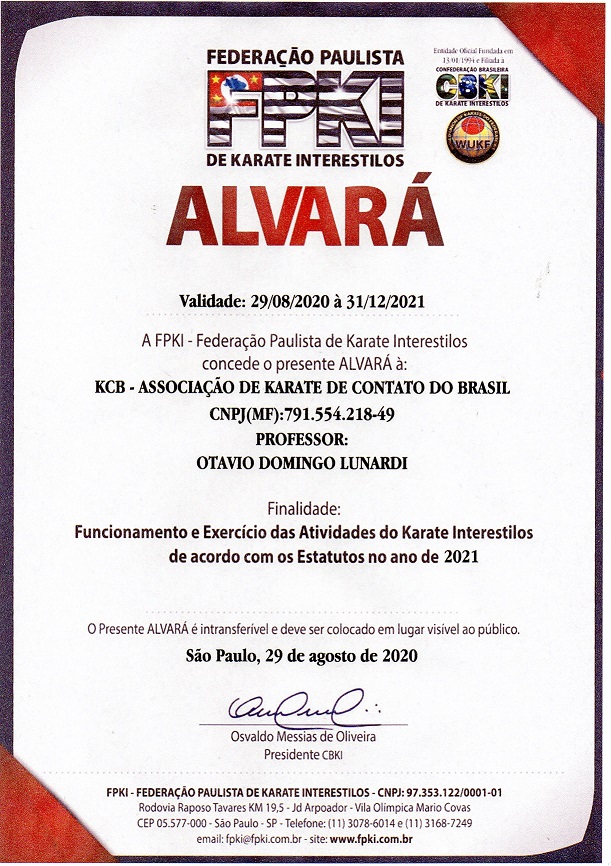 FEDERAÇÃO PAULISTA
FPKI
DE KARATE INTERESTILOS
Entidade Oficial Fundada em
13/01/1994 e Filiada à
CONFEDERAÇÃO BRASILEIRA
CBKI
DE KARATE INTERESTILOS
WUKF
ALVARÁ
Validade: 29/08/2020 à 31/12/2021
A FPKI - Federação Paulista de Karate Interestilos
concede o presente ALVARÁ à:
KCB - ASSOCIAÇÃO DE KARATE DE CONTATO DO BRASIL
CNPJ(MF):791.554.218-49
PROFESSOR:
OTAVIO DOMINGO LUNARDI
Finalidade:
Funcionamento e Exercício das Atividades do Karate Interestilos
de acordo com os Estatutos no ano de 2021
O Presente ALVARÁ é intransferível e deve ser colocado em lugar visível ao público.
São Paulo, 29 de agosto de 2020
Osvaldo Messias de Oliveira
Presidente CBKI
FPKI - FEDERAÇÃO PAULISTA DE KARATE INTERESTILOS - CNPJ: 97.353.122/0001-01
Rodovia Raposo Tavares KM 19,5 - Jd Arpoador - Vila Olímpica Mario Covas
CEP 05.577-000 - São Paulo - SP - Telefone: (11) 3078-6014 e (11) 3168-7249
email: fpki@fpki.com.br - site: www.fpki.com.br